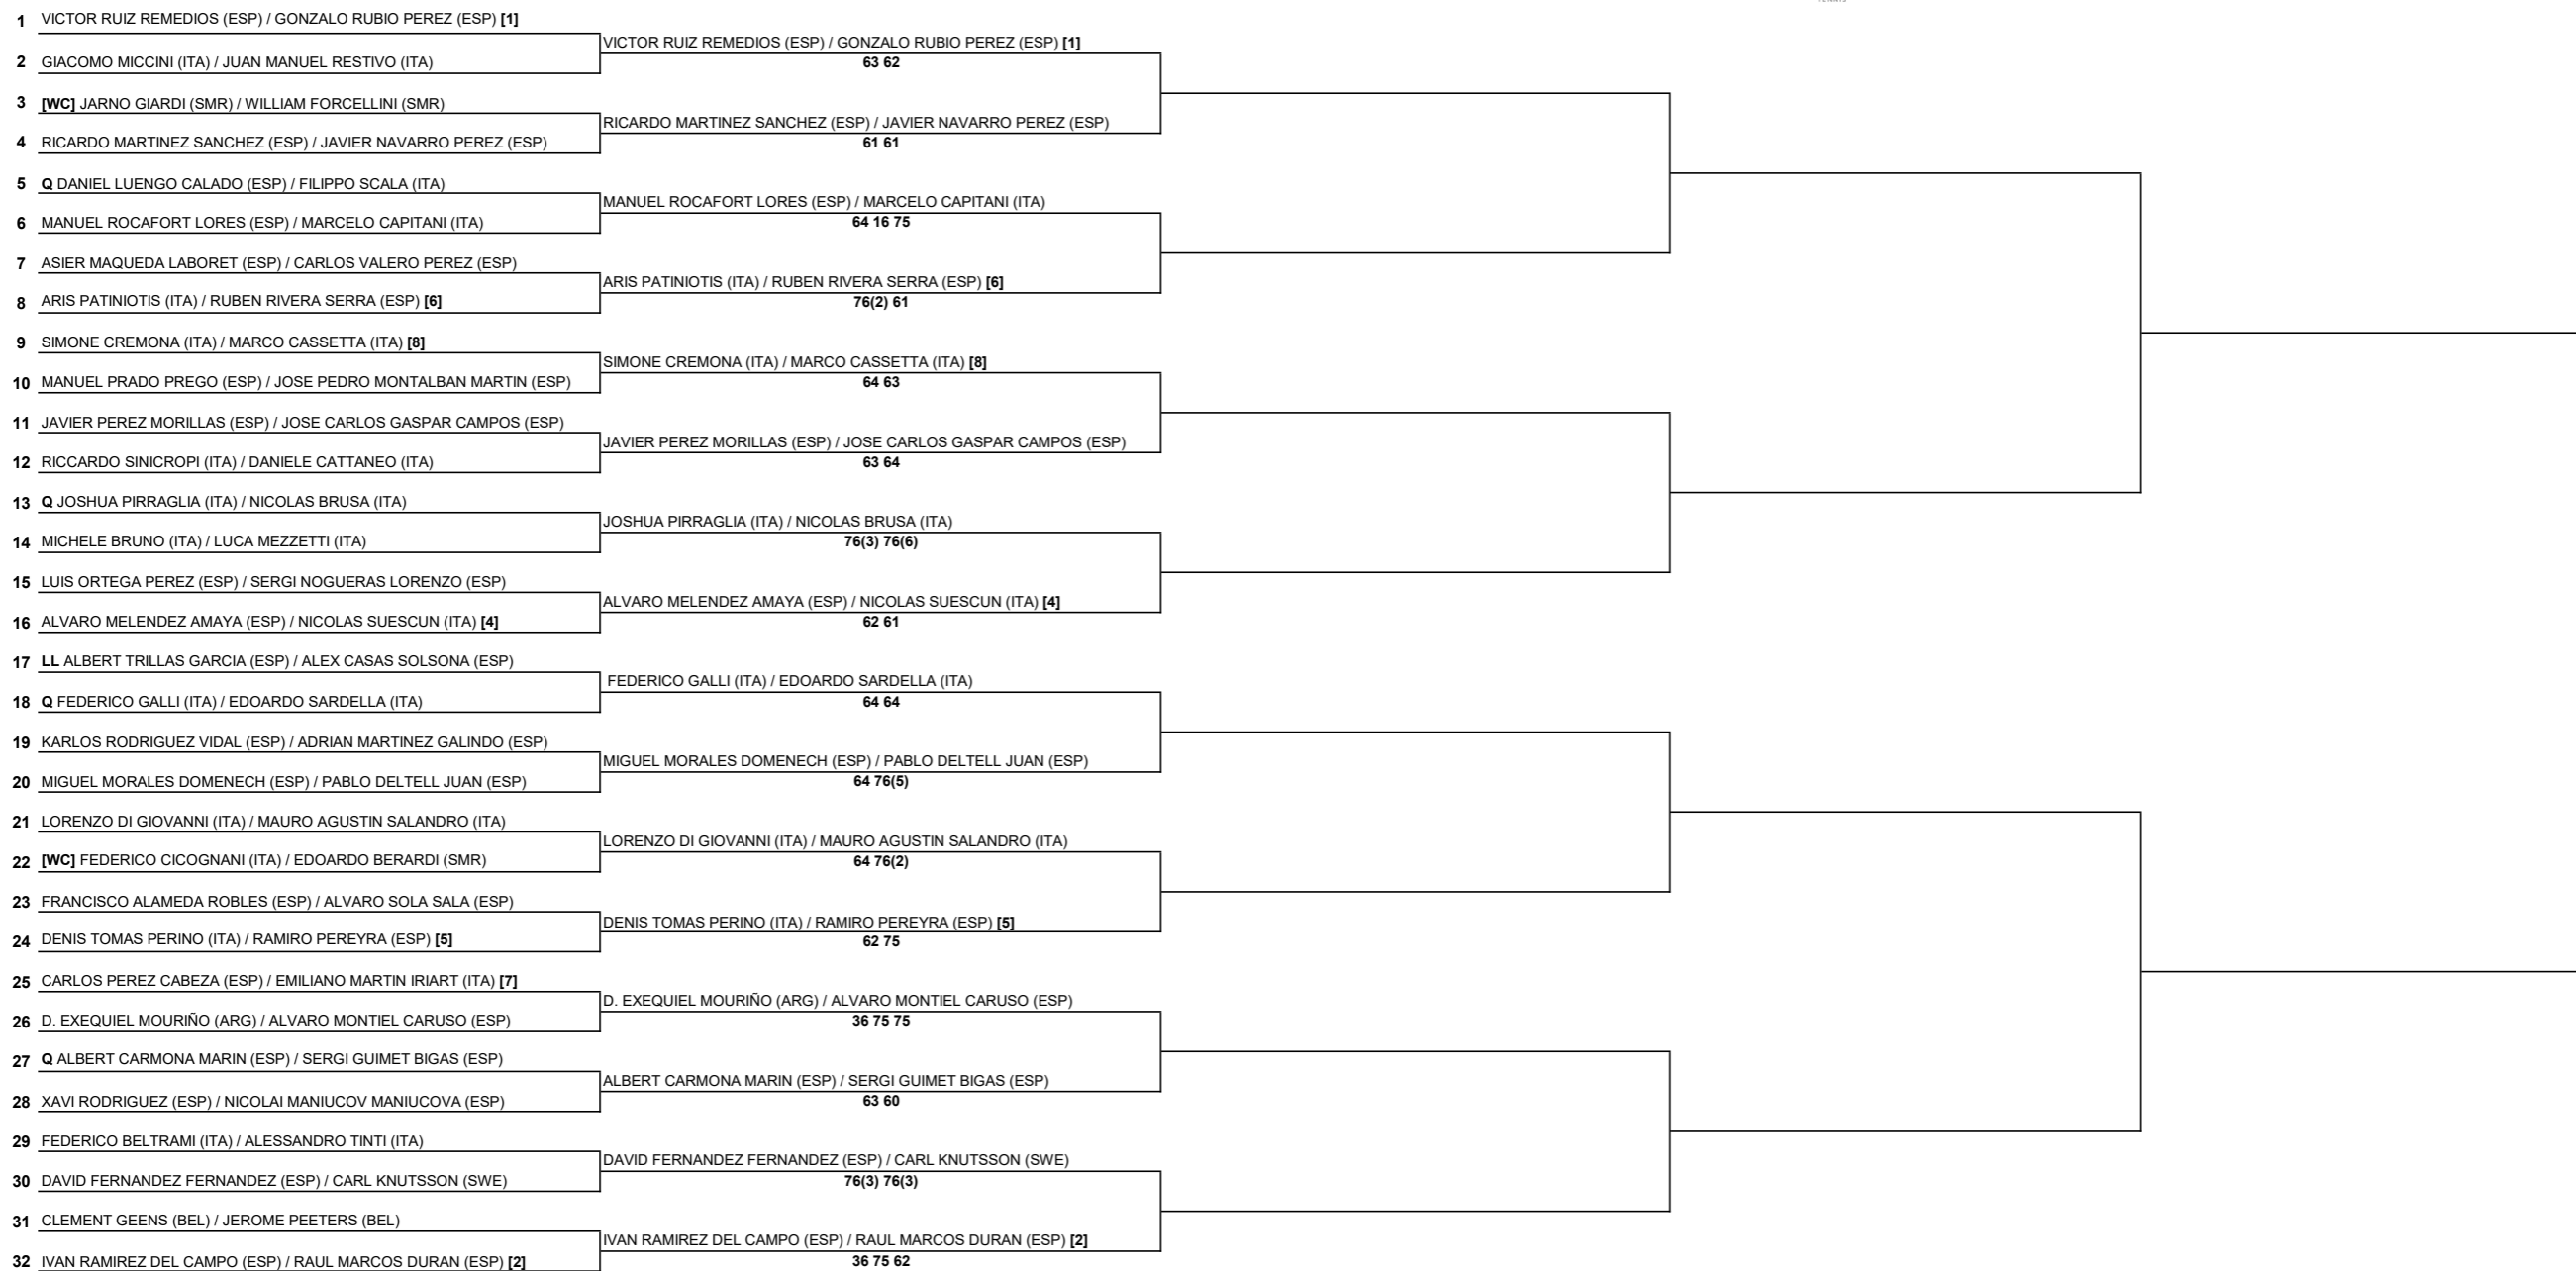 1 VICTOR RUIZ REMEDIOS (ESP) / GONZALO RUBIO PEREZ (ESP) [1]
VICTOR RUIZ REMEDIOS (ESP) / GONZALO RUBIO PEREZ (ESP) [1]
63 62
2 GIACOMO MICCINI (ITA) / JUAN MANUEL RESTIVO (ITA)
3 [WC] JARNO GIARDI (SMR) / WILLIAM FORCELLINI (SMR)
RICARDO MARTINEZ SANCHEZ (ESP) / JAVIER NAVARRO PEREZ (ESP)
61 61
4 RICARDO MARTINEZ SANCHEZ (ESP) / JAVIER NAVARRO PEREZ (ESP)
5 Q DANIEL LUENGO CALADO (ESP) / FILIPPO SCALA (ITA)
MANUEL ROCAFORT LORES (ESP) / MARCELO CAPITANI (ITA)
64 16 75
6 MANUEL ROCAFORT LORES (ESP) / MARCELO CAPITANI (ITA)
7 ASIER MAQUEDA LABORET (ESP) / CARLOS VALERO PEREZ (ESP)
ARIS PATINIOTIS (ITA) / RUBEN RIVERA SERRA (ESP) [6]
76(2) 61
8 ARIS PATINIOTIS (ITA) / RUBEN RIVERA SERRA (ESP) [6]
9 SIMONE CREMONA (ITA) / MARCO CASSETTA (ITA) [8]
SIMONE CREMONA (ITA) / MARCO CASSETTA (ITA) [8]
64 63
10 MANUEL PRADO PREGO (ESP) / JOSE PEDRO MONTALBAN MARTIN (ESP)
11 JAVIER PEREZ MORILLAS (ESP) / JOSE CARLOS GASPAR CAMPOS (ESP)
JAVIER PEREZ MORILLAS (ESP) / JOSE CARLOS GASPAR CAMPOS (ESP)
63 64
12 RICCARDO SINICROPI (ITA) / DANIELE CATTANEO (ITA)
13 Q JOSHUA PIRRAGLIA (ITA) / NICOLAS BRUSA (ITA)
JOSHUA PIRRAGLIA (ITA) / NICOLAS BRUSA (ITA)
76(3) 76(6)
14 MICHELE BRUNO (ITA) / LUCA MEZZETTI (ITA)
15 LUIS ORTEGA PEREZ (ESP) / SERGI NOGUERAS LORENZO (ESP)
ALVARO MELENDEZ AMAYA (ESP) / NICOLAS SUESCUN (ITA) [4]
62 61
16 ALVARO MELENDEZ AMAYA (ESP) / NICOLAS SUESCUN (ITA) [4]
17 LL ALBERT TRILLAS GARCIA (ESP) / ALEX CASAS SOLSONA (ESP)
FEDERICO GALLI (ITA) / EDOARDO SARDELLA (ITA)
64 64
18 Q FEDERICO GALLI (ITA) / EDOARDO SARDELLA (ITA)
19 KARLOS RODRIGUEZ VIDAL (ESP) / ADRIAN MARTINEZ GALINDO (ESP)
MIGUEL MORALES DOMENECH (ESP) / PABLO DELTELL JUAN (ESP)
64 76(5)
20 MIGUEL MORALES DOMENECH (ESP) / PABLO DELTELL JUAN (ESP)
21 LORENZO DI GIOVANNI (ITA) / MAURO AGUSTIN SALANDRO (ITA)
LORENZO DI GIOVANNI (ITA) / MAURO AGUSTIN SALANDRO (ITA)
64 76(2)
22 [WC] FEDERICO CICOGNANI (ITA) / EDOARDO BERARDI (SMR)
23 FRANCISCO ALAMEDA ROBLES (ESP) / ALVARO SOLA SALA (ESP)
DENIS TOMAS PERINO (ITA) / RAMIRO PEREYRA (ESP) [5]
62 75
24 DENIS TOMAS PERINO (ITA) / RAMIRO PEREYRA (ESP) [5]
25 CARLOS PEREZ CABEZA (ESP) / EMILIANO MARTIN IRIART (ITA) [7]
D. EXEQUIEL MOURIÑO (ARG) / ALVARO MONTIEL CARUSO (ESP)
36 75 75
26 D. EXEQUIEL MOURIÑO (ARG) / ALVARO MONTIEL CARUSO (ESP)
27 Q ALBERT CARMONA MARIN (ESP) / SERGI GUIMET BIGAS (ESP)
ALBERT CARMONA MARIN (ESP) / SERGI GUIMET BIGAS (ESP)
63 60
28 XAVI RODRIGUEZ (ESP) / NICOLAI MANIUCOV MANIUCOVA (ESP)
29 FEDERICO BELTRAMI (ITA) / ALESSANDRO TINTI (ITA)
DAVID FERNANDEZ FERNANDEZ (ESP) / CARL KNUTSSON (SWE)
76(3) 76(3)
30 DAVID FERNANDEZ FERNANDEZ (ESP) / CARL KNUTSSON (SWE)
31 CLEMENT GEENS (BEL) / JEROME PEETERS (BEL)
IVAN RAMIREZ DEL CAMPO (ESP) / RAUL MARCOS DURAN (ESP) [2]
36 75 62
32 IVAN RAMIREZ DEL CAMPO (ESP) / RAUL MARCOS DURAN (ESP) [2]